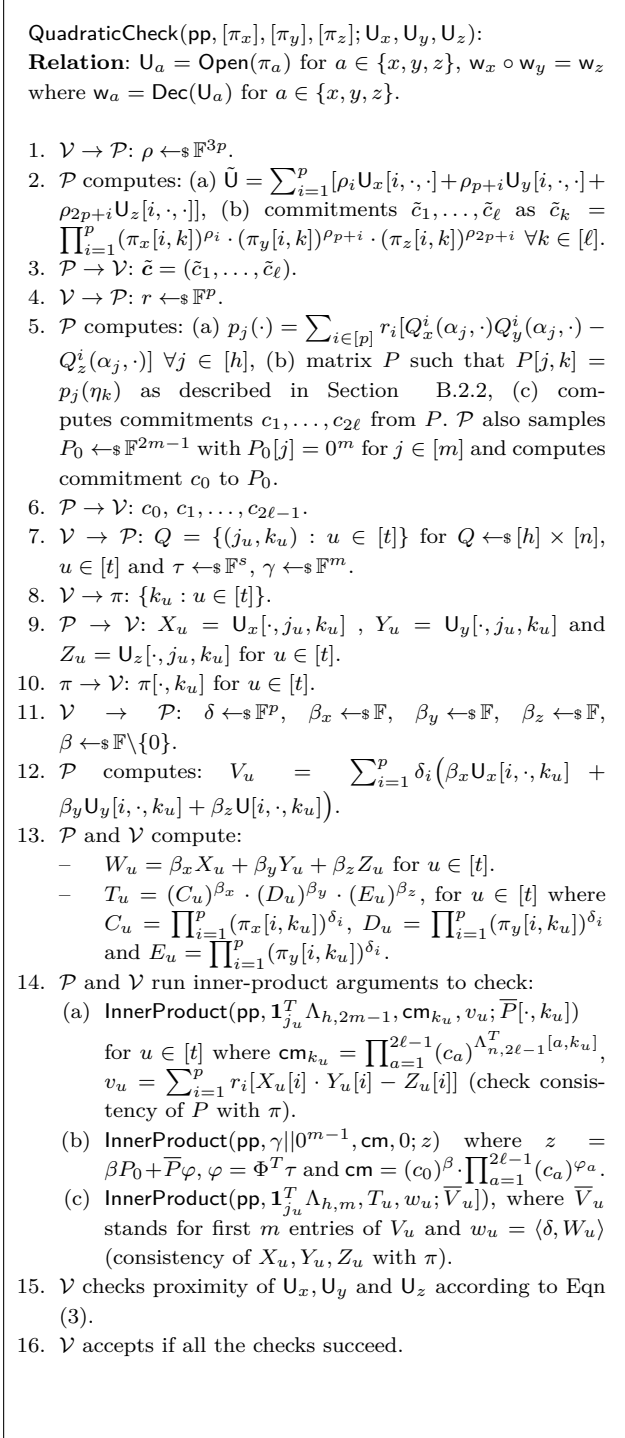 QuadraticCheck(pp, [π_x], [π_y], [π_z]; U_x, U_y, U_z):
Relation: U_a = Open(π_a) for a ∈ {x, y, z}, w_x ∘ w_y = w_z
where w_a = Dec(U_a) for a ∈ {x, y, z}.
1. V → P: ρ ←$ F^{3p}.
2. P computes: (a) Ũ = ∑_{i=1}^{p}[ρ_i U_x[i, ·, ·]+ρ_{p+i}U_y[i, ·, ·]+
ρ_{2p+i}U_z[i, ·, ·]], (b) commitments c̃_1, . . . , c̃_ℓ as c̃_k =
∏_{i=1}^{p}(π_x[i, k])^{ρ_i} · (π_y[i, k])^{ρ_{p+i}} · (π_z[i, k])^{ρ_{2p+i}} ∀k ∈ [ℓ].
3. P → V: c̃ = (c̃_1, . . . , c̃_ℓ).
4. V → P: r ←$ F^p.
5. P computes: (a) p_j(·) = ∑_{i∈[p]} r_i[Q_x^i(α_j, ·)Q_y^i(α_j, ·) −
Q_z^i(α_j, ·)] ∀j ∈ [h], (b) matrix P such that P[j, k] =
p_j(η_k) as described in Section B.2.2, (c) com-
putes commitments c_1, . . . , c_{2ℓ} from P. P also samples
P_0 ←$ F^{2m−1} with P_0[j] = 0^m for j ∈ [m] and computes
commitment c_0 to P_0.
6. P → V: c_0, c_1, . . . , c_{2ℓ−1}.
7. V → P: Q = {(j_u, k_u) : u ∈ [t]} for Q ←$ [h] × [n],
u ∈ [t] and τ ←$ F^s, γ ←$ F^m.
8. V → π: {k_u : u ∈ [t]}.
9. P → V: X_u = U_x[·, j_u, k_u] , Y_u = U_y[·, j_u, k_u] and
Z_u = U_z[·, j_u, k_u] for u ∈ [t].
10. π → V: π[·, k_u] for u ∈ [t].
11. V → P: δ ←$ F^p, β_x ←$ F, β_y ←$ F, β_z ←$ F,
β ←$ F\{0}.
12. P computes: V_u = ∑_{i=1}^{p} δ_i(β_x U_x[i, ·, k_u] +
β_y U_y[i, ·, k_u] + β_z U[i, ·, k_u]).
13. P and V compute:
– W_u = β_x X_u + β_y Y_u + β_z Z_u for u ∈ [t].
– T_u = (C_u)^{β_x} · (D_u)^{β_y} · (E_u)^{β_z}, for u ∈ [t] where
C_u = ∏_{i=1}^{p}(π_x[i, k_u])^{δ_i}, D_u = ∏_{i=1}^{p}(π_y[i, k_u])^{δ_i}
and E_u = ∏_{i=1}^{p}(π_y[i, k_u])^{δ_i}.
14. P and V run inner-product arguments to check:
(a) InnerProduct(pp, 1_{j_u}^T Λ_{h,2m−1}, cm_{k_u}, v_u; P̅[·, k_u])
for u ∈ [t] where cm_{k_u} = ∏_{a=1}^{2ℓ−1}(c_a)^{Λ_{n,2ℓ−1}^T[a,k_u]},
v_u = ∑_{i=1}^{p} r_i[X_u[i] · Y_u[i] − Z_u[i]] (check consis-
tency of P with π).
(b) InnerProduct(pp, γ||0^{m−1}, cm, 0; z) where z =
βP_0+P̅φ, φ = Φ^T τ and cm = (c_0)^β·∏_{a=1}^{2ℓ−1}(c_a)^{φ_a}.
(c) InnerProduct(pp, 1_{j_u}^T Λ_{h,m}, T_u, w_u; V̅_u]), where V̅_u
stands for first m entries of V_u and w_u = ⟨δ, W_u⟩
(consistency of X_u, Y_u, Z_u with π).
15. V checks proximity of U_x, U_y and U_z according to Eqn
(3).
16. V accepts if all the checks succeed.